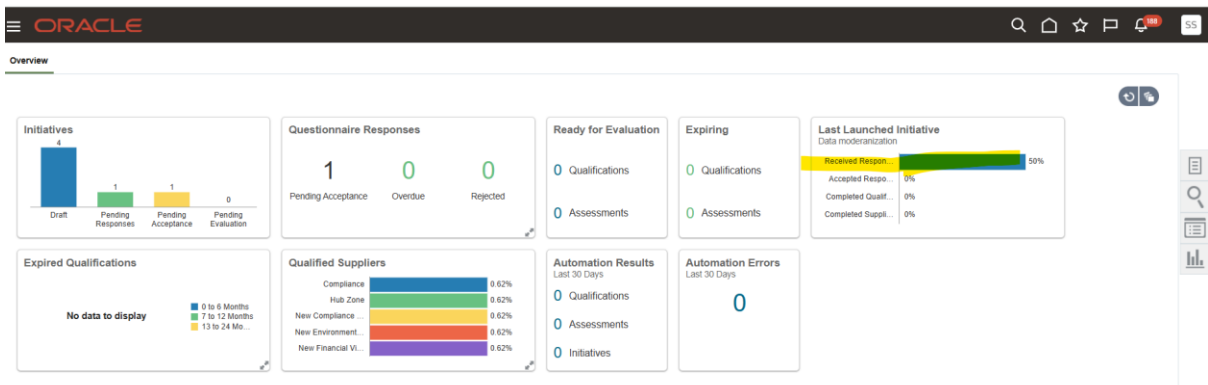 ORACLE
188
SS
Overview
Initiatives
4
1
1
0
Draft
Pending Responses
Pending Acceptance
Pending Evaluation
Questionnaire Responses
1
0
0
Pending Acceptance
Overdue
Rejected
Ready for Evaluation
0 Qualifications
0 Assessments
Expiring
0 Qualifications
0 Assessments
Last Launched Initiative
Data moderanization
Received Respon... 50%
Accepted Respo... 0%
Completed Qualif... 0%
Completed Suppli... 0%
Expired Qualifications
No data to display
0 to 6 Months
7 to 12 Months
13 to 24 Mo...
Qualified Suppliers
Compliance 0.62%
Hub Zone 0.62%
New Compliance ... 0.62%
New Environment... 0.62%
New Financial Vi... 0.62%
Automation Results
Last 30 Days
0 Qualifications
0 Assessments
0 Initiatives
Automation Errors
Last 30 Days
0